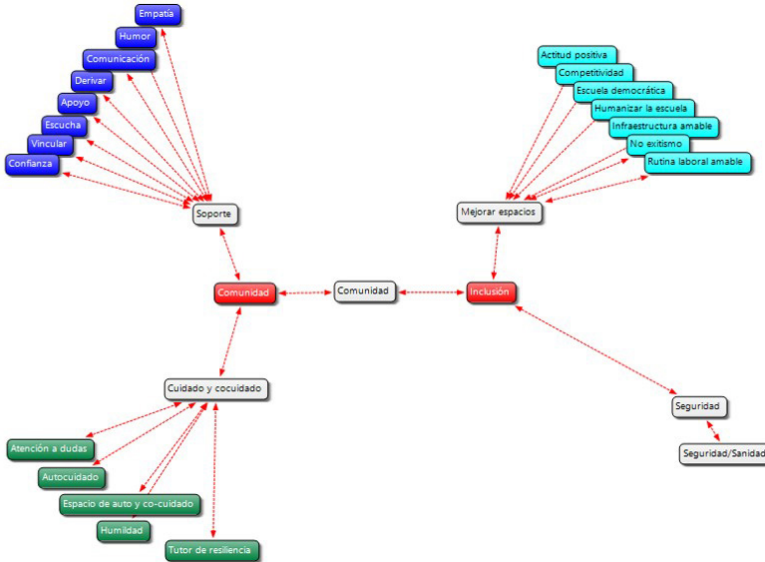 Empatía
Humor
Comunicación
Derivar
Apoyo
Escucha
Vincular
Confianza
Soporte
Actitud positiva
Competitividad
Escuela democrática
Humanizar la escuela
Infraestructura amable
No exitismo
Rutina laboral amable
Mejorar espacios
Comunidad
Comunidad
Inclusión
Cuidado y cocuidado
Atención a dudas
Autocuidado
Espacio de auto y co-cuidado
Humildad
Tutor de resiliencia
Seguridad
Seguridad/Sanidad